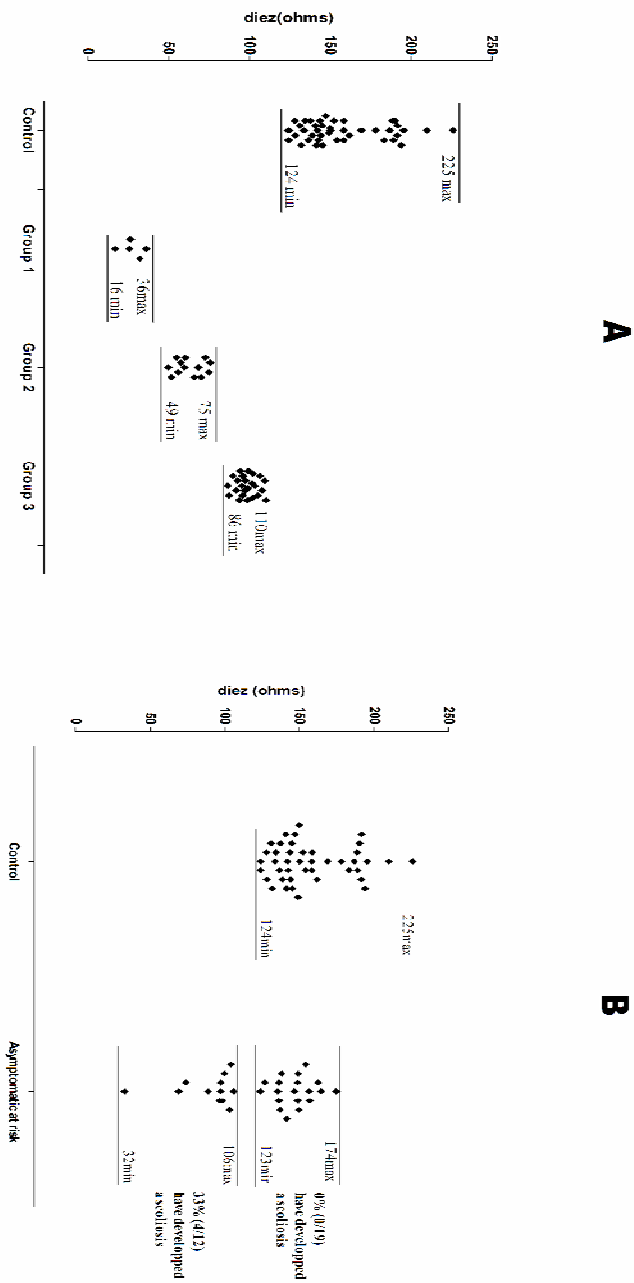 A
diez(ohms)
250
200
150
100
50
0
225 max
124 min
36max
16 min
75 max
49 min
110max
86 min
Control
Group 1
Group 2
Group 3
B
diez (ohms)
250
200
150
100
50
0
225max
124min
174max
123min
106max
32min
0% (0/19)
have developped
a scoliosis
33% (4/12)
have developped
a scoliosis
Control
Asymptomatic at risk